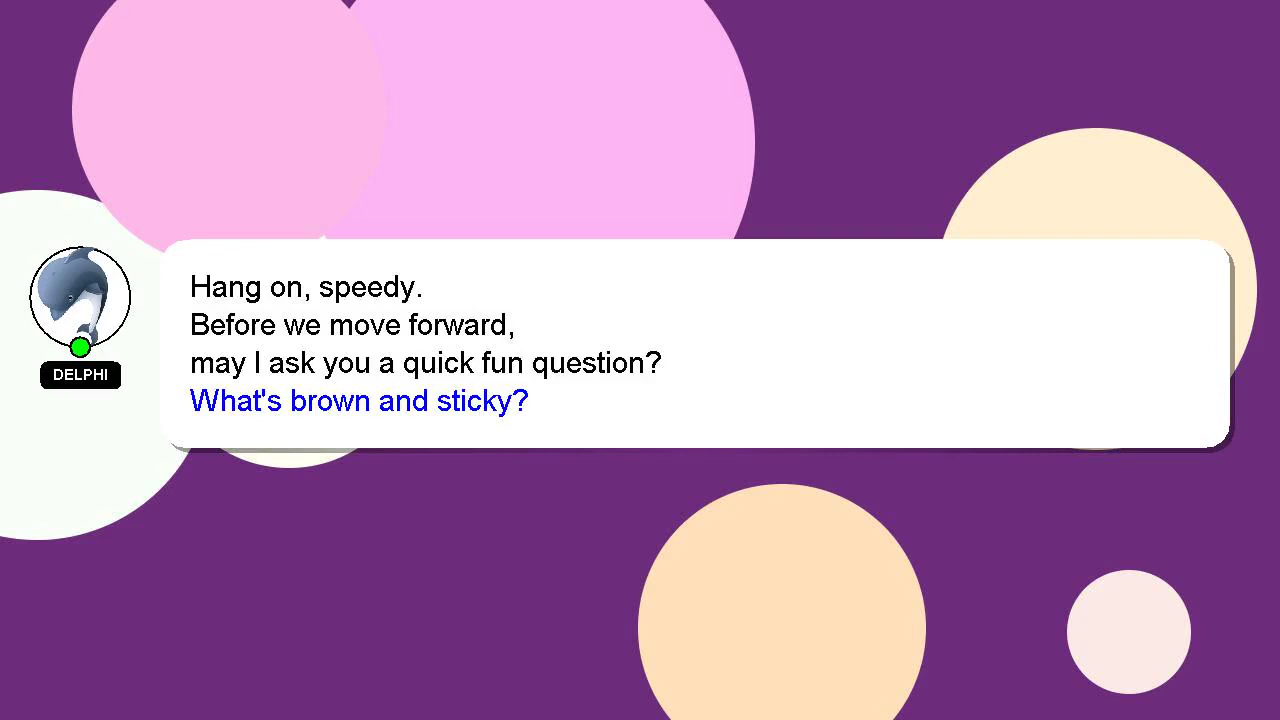 Hang on, speedy.
Before we move forward,
may I ask you a quick fun question?
What's brown and sticky?
DELPHI